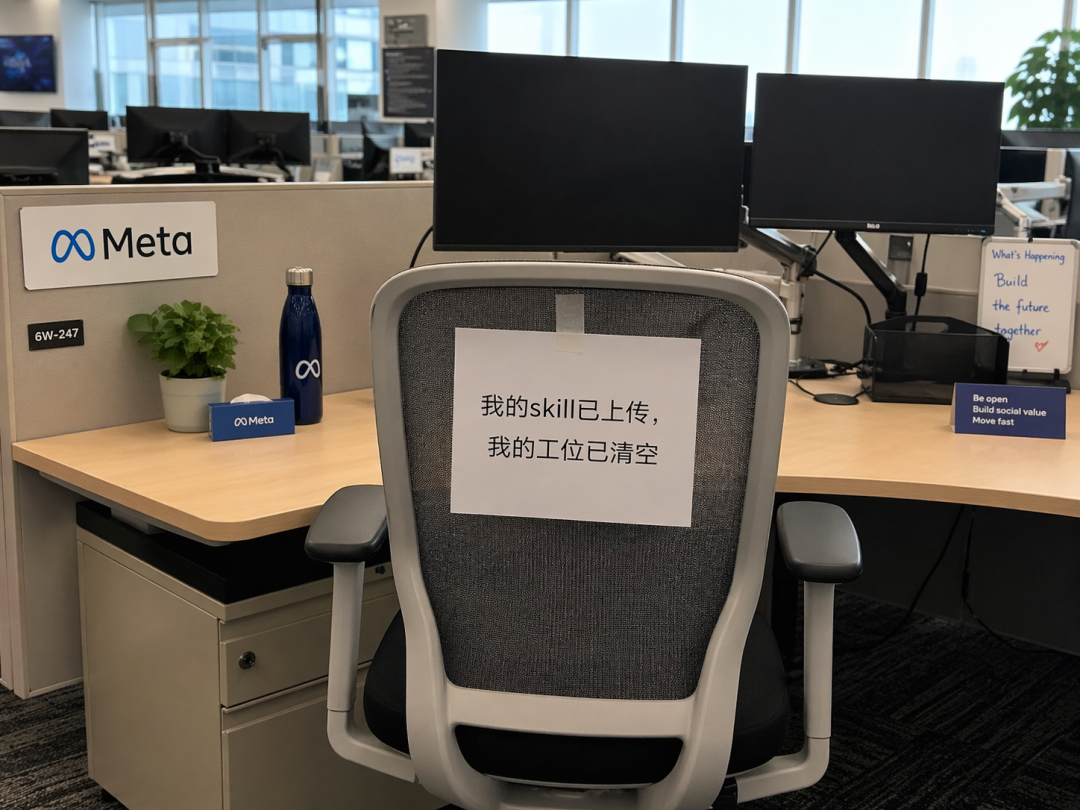 Meta
6W-247
Meta
我的skill已上传，
我的工位已清空
What's Happening
Build
the future
together
Be open
Build social value
Move fast